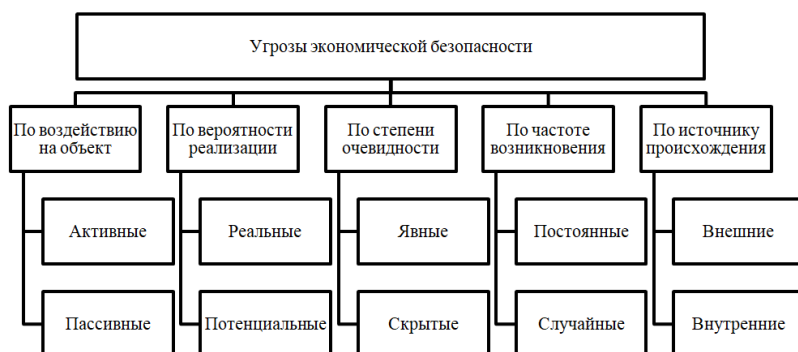 Угрозы экономической безопасности
По воздействию
на объект
По вероятности
реализации
По степени
очевидности
По частоте
возникновения
По источнику
происхождения
Активные
Реальные
Явные
Постоянные
Внешние
Пассивные
Потенциальные
Скрытые
Случайные
Внутренние